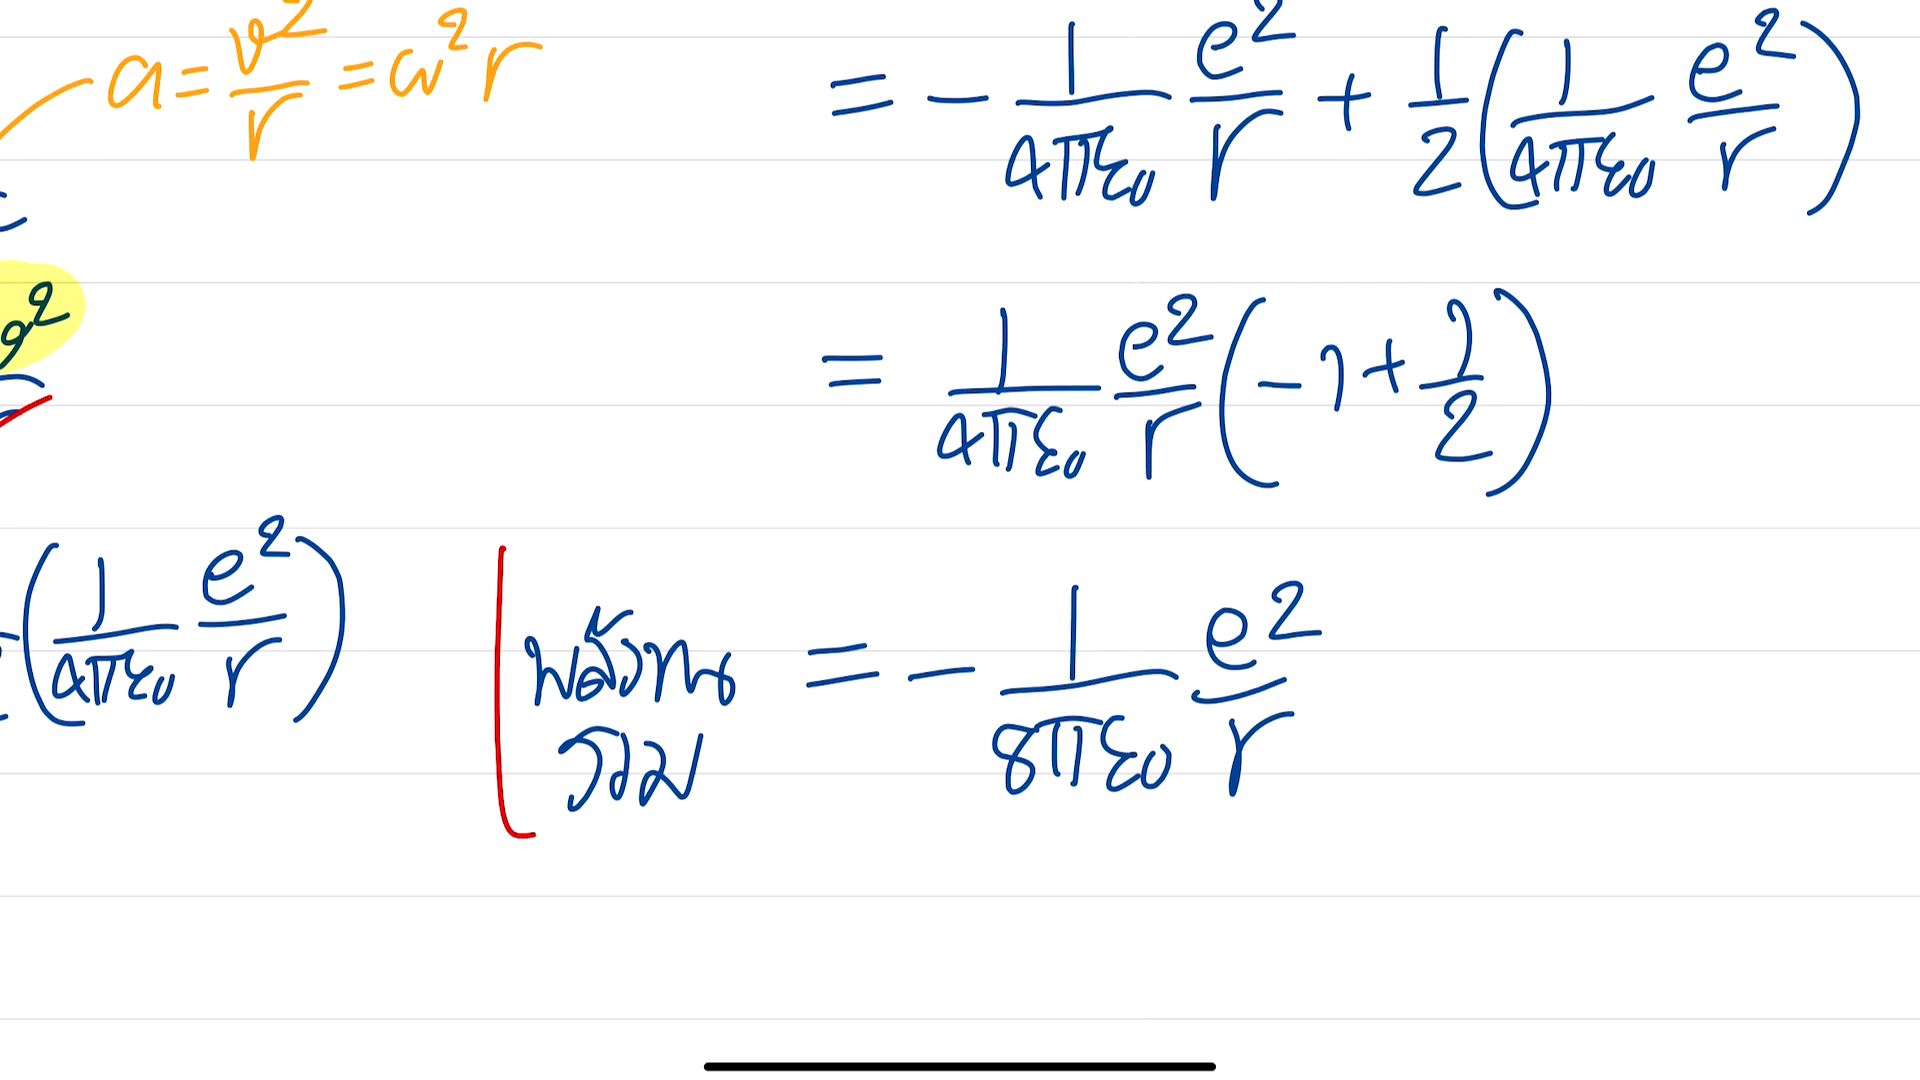 a = v²/r = ω²r
= - 1/4πε₀ e²/r + 1/2 (1/4πε₀ e²/r)
= 1/4πε₀ e²/r (-1 + 1/2)
(1/4πε₀ e²/r)
พลังงาน รวม = - 1/8πε₀ e²/r